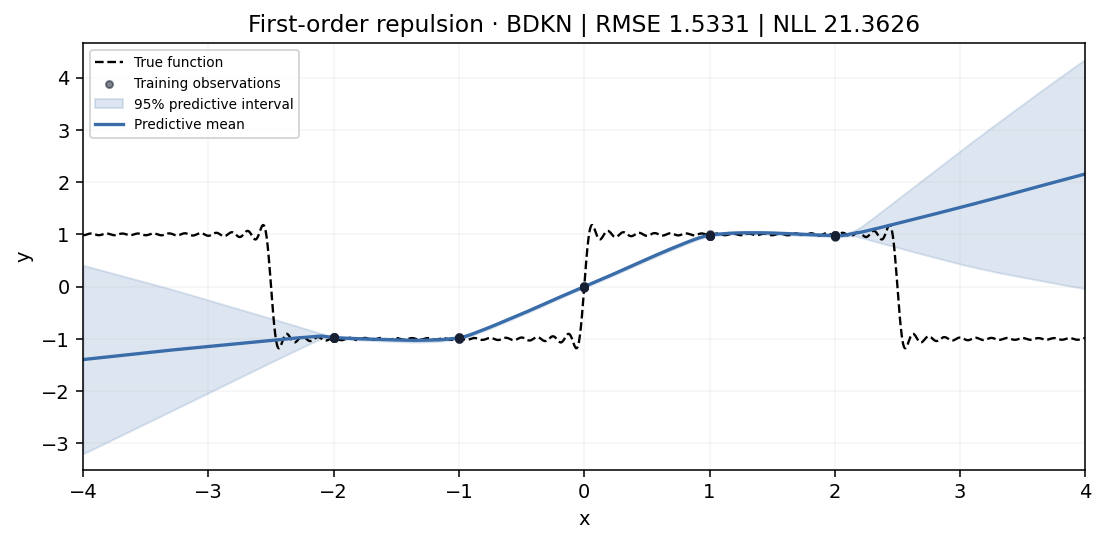 First-order repulsion · BDKN | RMSE 1.5331 | NLL 21.3626
True function
Training observations
95% predictive interval
Predictive mean
4
3
2
1
0
−1
−2
−3
y
−4 −3 −2 −1 0 1 2 3 4
x